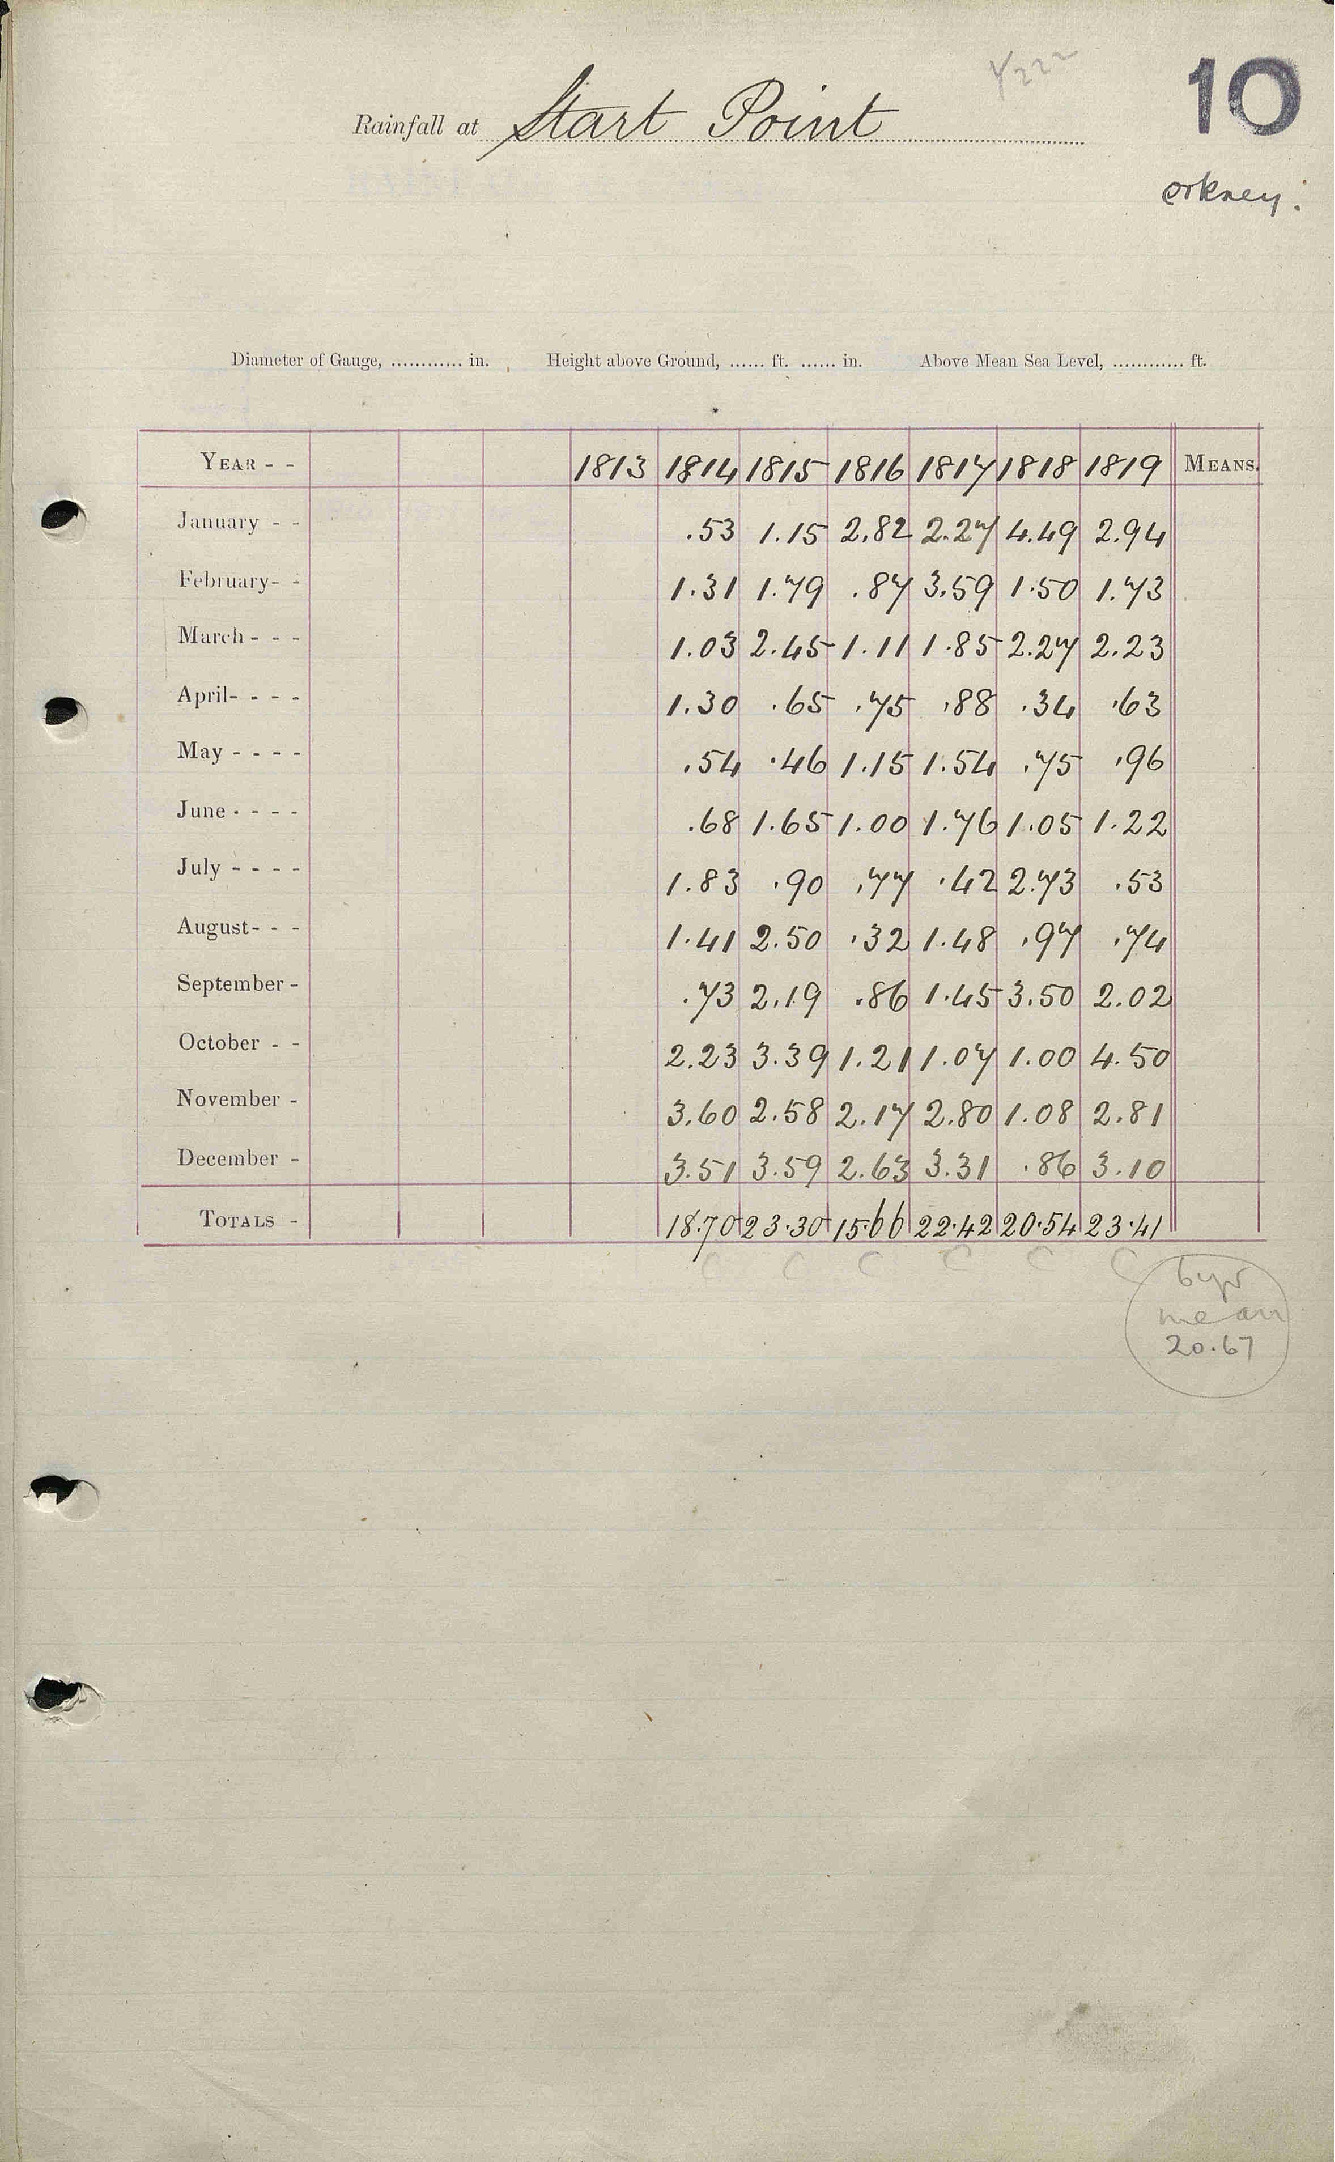 10
Rainfall at Start Point
Orkney.
Diameter of Gauge, ............ in. Height above Ground, ...... ft. ...... in. Above Mean Sea Level, ............ ft.
YEAR - - 1813 1814 1815 1816 1817 1818 1819 MEANS.
January - - .53 1.15 2.82 2.27 4.49 2.94
February- - 1.31 1.79 .87 3.59 1.50 1.73
March - - - 1.03 2.45 1.11 1.85 2.27 2.23
April- - - - 1.30 .65 .75 .88 .34 .63
May - - - - .54 .46 1.15 1.54 .75 .96
June - - - - .68 1.65 1.00 1.76 1.05 1.22
July - - - - 1.83 .90 .77 .42 2.73 .53
August- - - 1.41 2.50 .32 1.48 .97 .74
September - .73 2.19 .86 1.45 3.50 2.02
October - - 2.23 3.39 1.21 1.07 1.00 4.50
November - 3.60 2.58 2.17 2.80 1.08 2.81
December - 3.51 3.59 2.63 3.31 .86 3.10
TOTALS - 18.70 23.30 15.66 22.42 20.54 23.41
C C C C C C
6 yr
mean
20.67